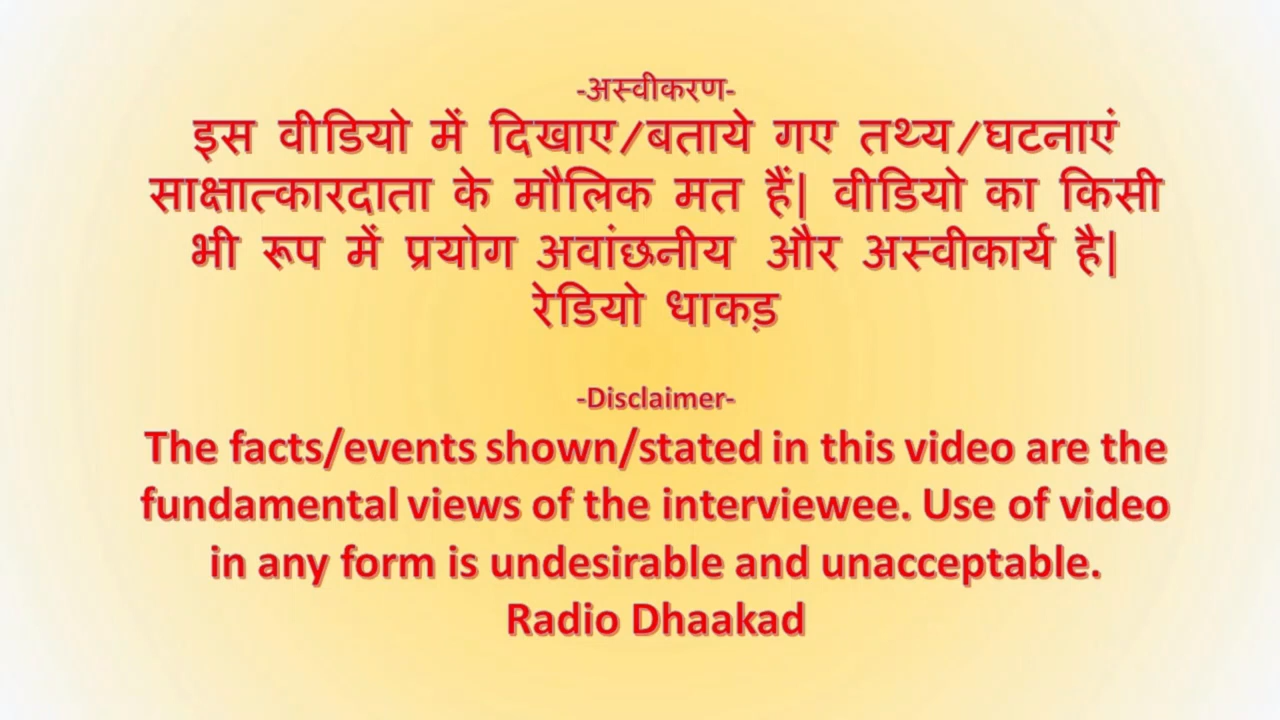 -अस्वीकरण-
इस वीडियो में दिखाए/बताये गए तथ्य/घटनाएं
साक्षात्कारदाता के मौलिक मत हैं| वीडियो का किसी
भी रूप में प्रयोग अवांछनीय और अस्वीकार्य है|
रेडियो धाकड़
-Disclaimer-
The facts/events shown/stated in this video are the
fundamental views of the interviewee. Use of video
in any form is undesirable and unacceptable.
Radio Dhaakad